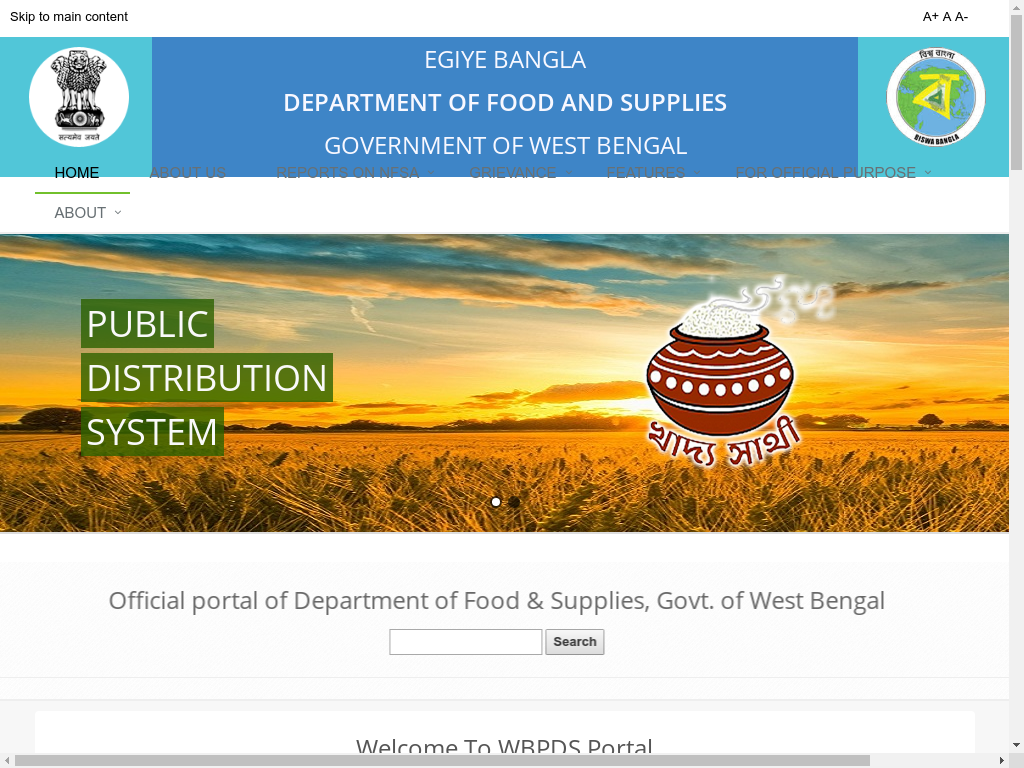 Skip to main content
A+ A A-
सत्यमेव जयते
EGIYE BANGLA
DEPARTMENT OF FOOD AND SUPPLIES
GOVERNMENT OF WEST BENGAL
বিশ্ব বাংলা
ব
BISWA BANGLA
HOME ABOUT US REPORTS ON NFSA GRIEVANCE FEATURES FOR OFFICIAL PURPOSE
ABOUT
PUBLIC
DISTRIBUTION
SYSTEM
খাদ্য সাথী
Official portal of Department of Food & Supplies, Govt. of West Bengal
Search
Welcome To WBPDS Portal